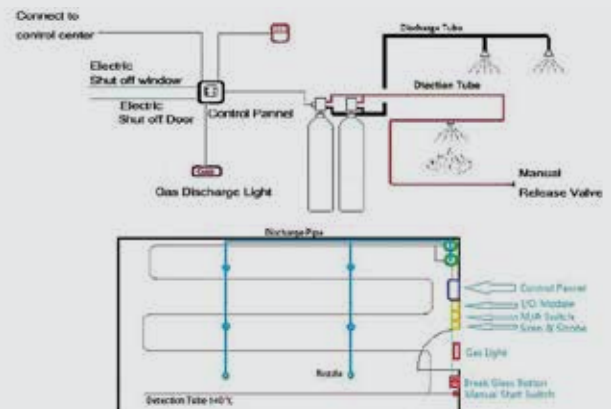 Connect to
control center
Discharge Tube
Electric
Shut off window
Electric
Shut off Door
Control Pannel
Diection Tube
Gas Discharge Light
Manual
Release Valve
Discharge Pipe
Control Pannel
I/O Module
M/A Switch
Siren & Strobe
Gas Light
Nozzle
Break Glass Button
Manual Start Switch
Detection Tube